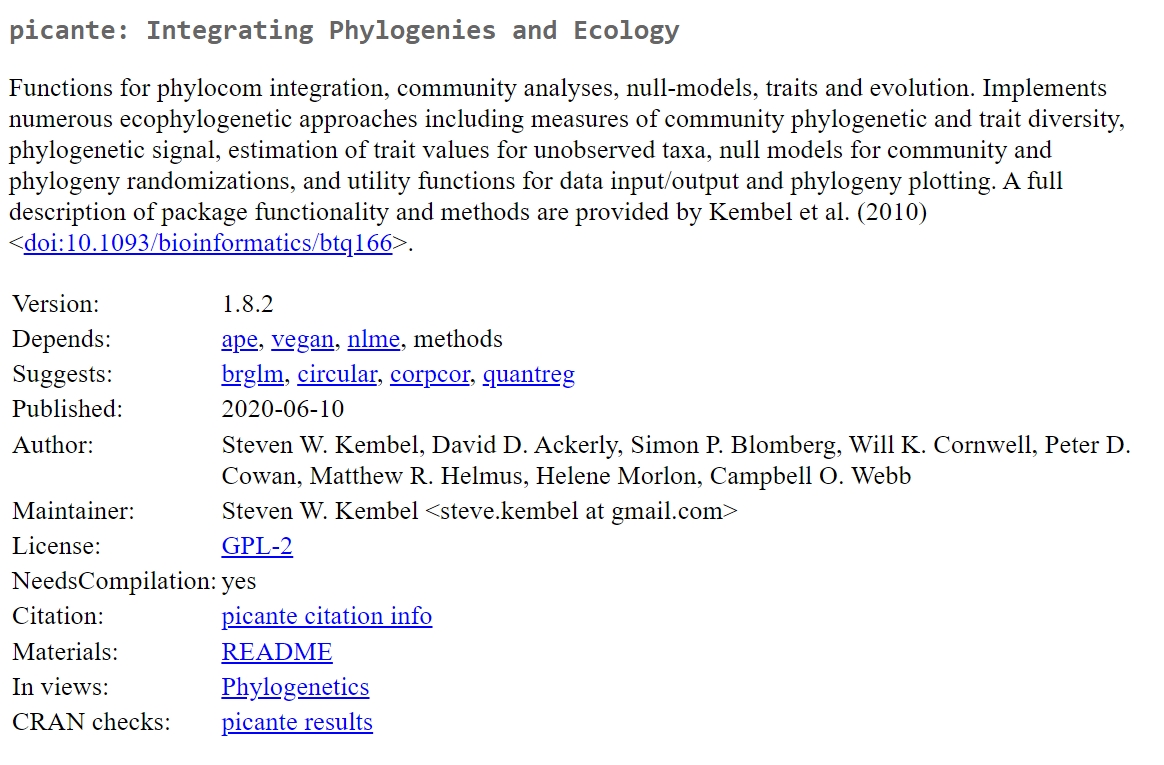 picante: Integrating Phylogenies and Ecology
Functions for phylocom integration, community analyses, null-models, traits and evolution. Implements
numerous ecophylogenetic approaches including measures of community phylogenetic and trait diversity,
phylogenetic signal, estimation of trait values for unobserved taxa, null models for community and
phylogeny randomizations, and utility functions for data input/output and phylogeny plotting. A full
description of package functionality and methods are provided by Kembel et al. (2010)
<doi:10.1093/bioinformatics/btq166>.
Version: 1.8.2
Depends: ape, vegan, nlme, methods
Suggests: brglm, circular, corpcor, quantreg
Published: 2020-06-10
Author: Steven W. Kembel, David D. Ackerly, Simon P. Blomberg, Will K. Cornwell, Peter D.
Cowan, Matthew R. Helmus, Helene Morlon, Campbell O. Webb
Maintainer: Steven W. Kembel <steve.kembel at gmail.com>
License: GPL-2
NeedsCompilation: yes
Citation: picante citation info
Materials: README
In views: Phylogenetics
CRAN checks: picante results